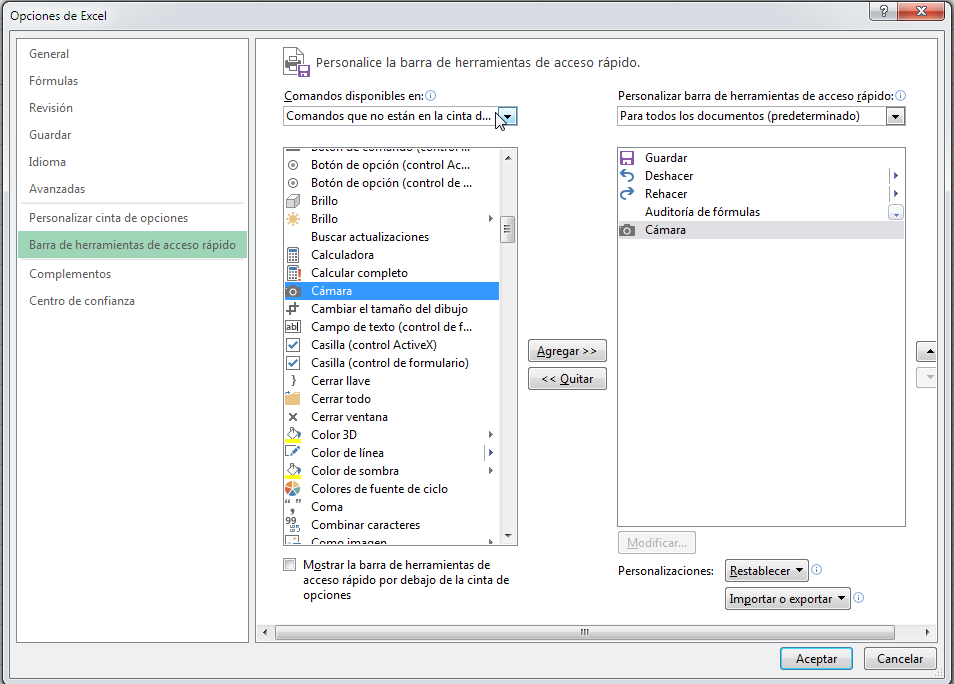 Opciones de Excel
General
Fórmulas
Revisión
Guardar
Idioma
Avanzadas
Personalizar cinta de opciones
Barra de herramientas de acceso rápido
Complementos
Centro de confianza
Personalice la barra de herramientas de acceso rápido.
Comandos disponibles en:
Comandos que no están en la cinta d...
Botón de comando (control ...
Botón de opción (control Ac...
Botón de opción (control de ...
Brillo
Brillo
Buscar actualizaciones
Calculadora
Calcular completo
Cámara
Cambiar el tamaño del dibujo
Campo de texto (control de f...
Casilla (control ActiveX)
Casilla (control de formulario)
Cerrar llave
Cerrar todo
Cerrar ventana
Color 3D
Color de línea
Color de sombra
Colores de fuente de ciclo
Coma
Combinar caracteres
Como imagen
Mostrar la barra de herramientas de
acceso rápido por debajo de la cinta de
opciones
Agregar >>
<< Quitar
Personalizar barra de herramientas de acceso rápido:
Para todos los documentos (predeterminado)
Guardar
Deshacer
Rehacer
Auditoría de fórmulas
Cámara
Modificar...
Personalizaciones:
Restablecer
Importar o exportar
Aceptar
Cancelar